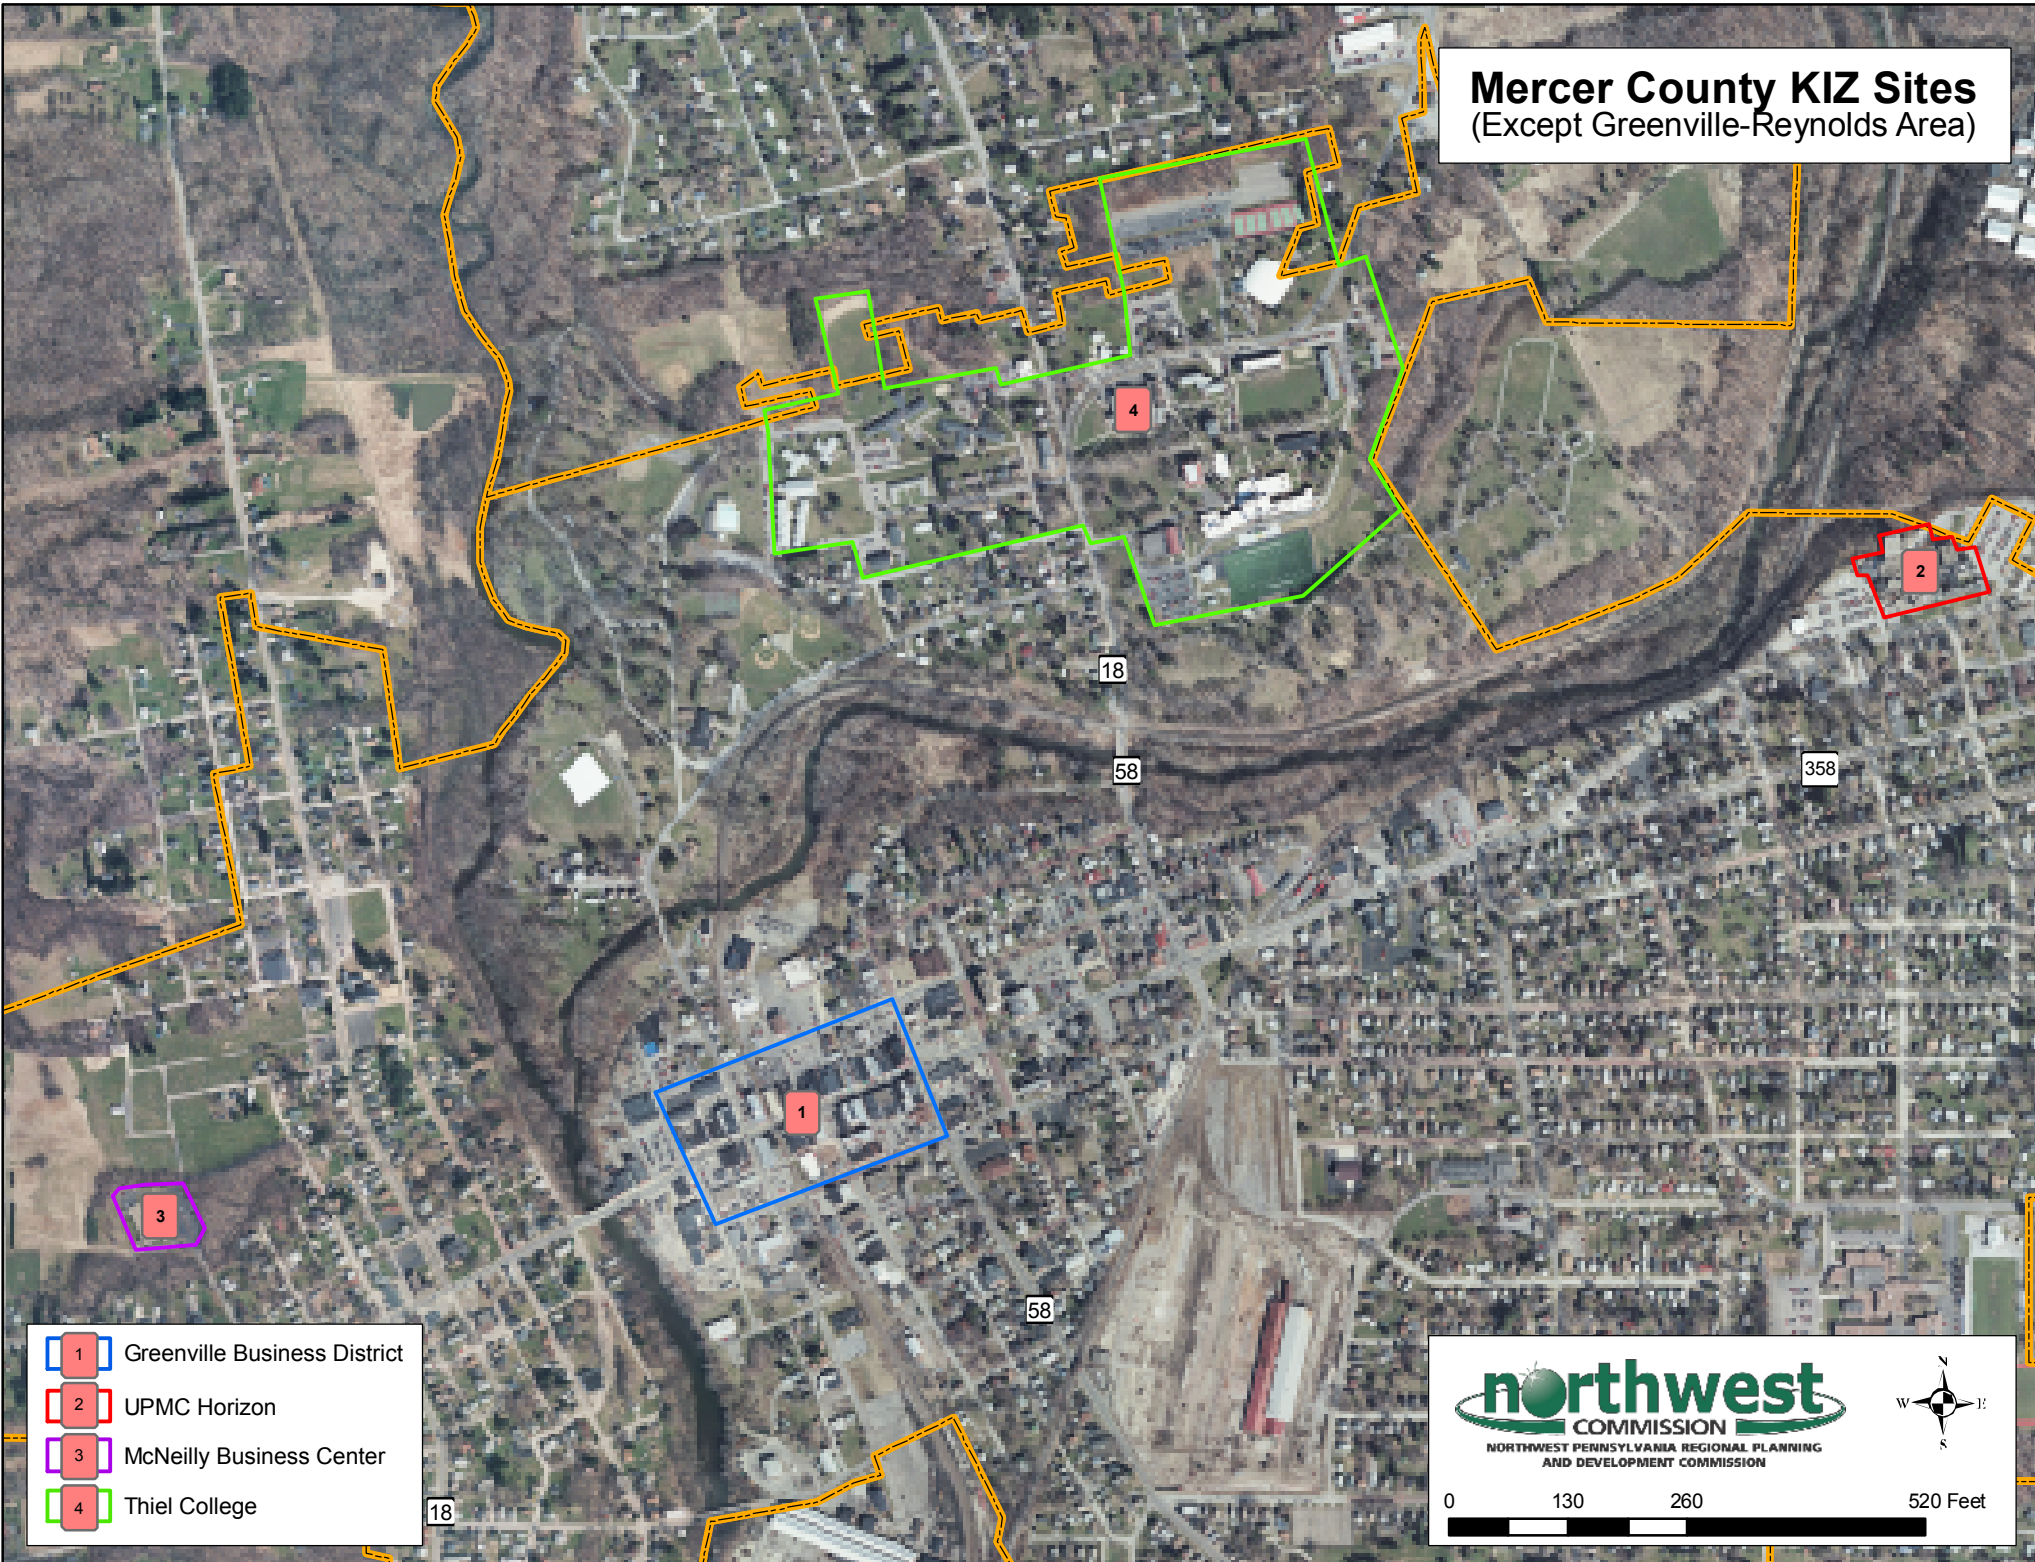 Mercer County KIZ Sites
(Except Greenville-Reynolds Area)
4
2
18
58
358
1
3
58
18
1 Greenville Business District
2 UPMC Horizon
3 McNeilly Business Center
4 Thiel College
northwest
COMMISSION
NORTHWEST PENNSYLVANIA REGIONAL PLANNING
AND DEVELOPMENT COMMISSION
N
W E
S
0 130 260 520 Feet